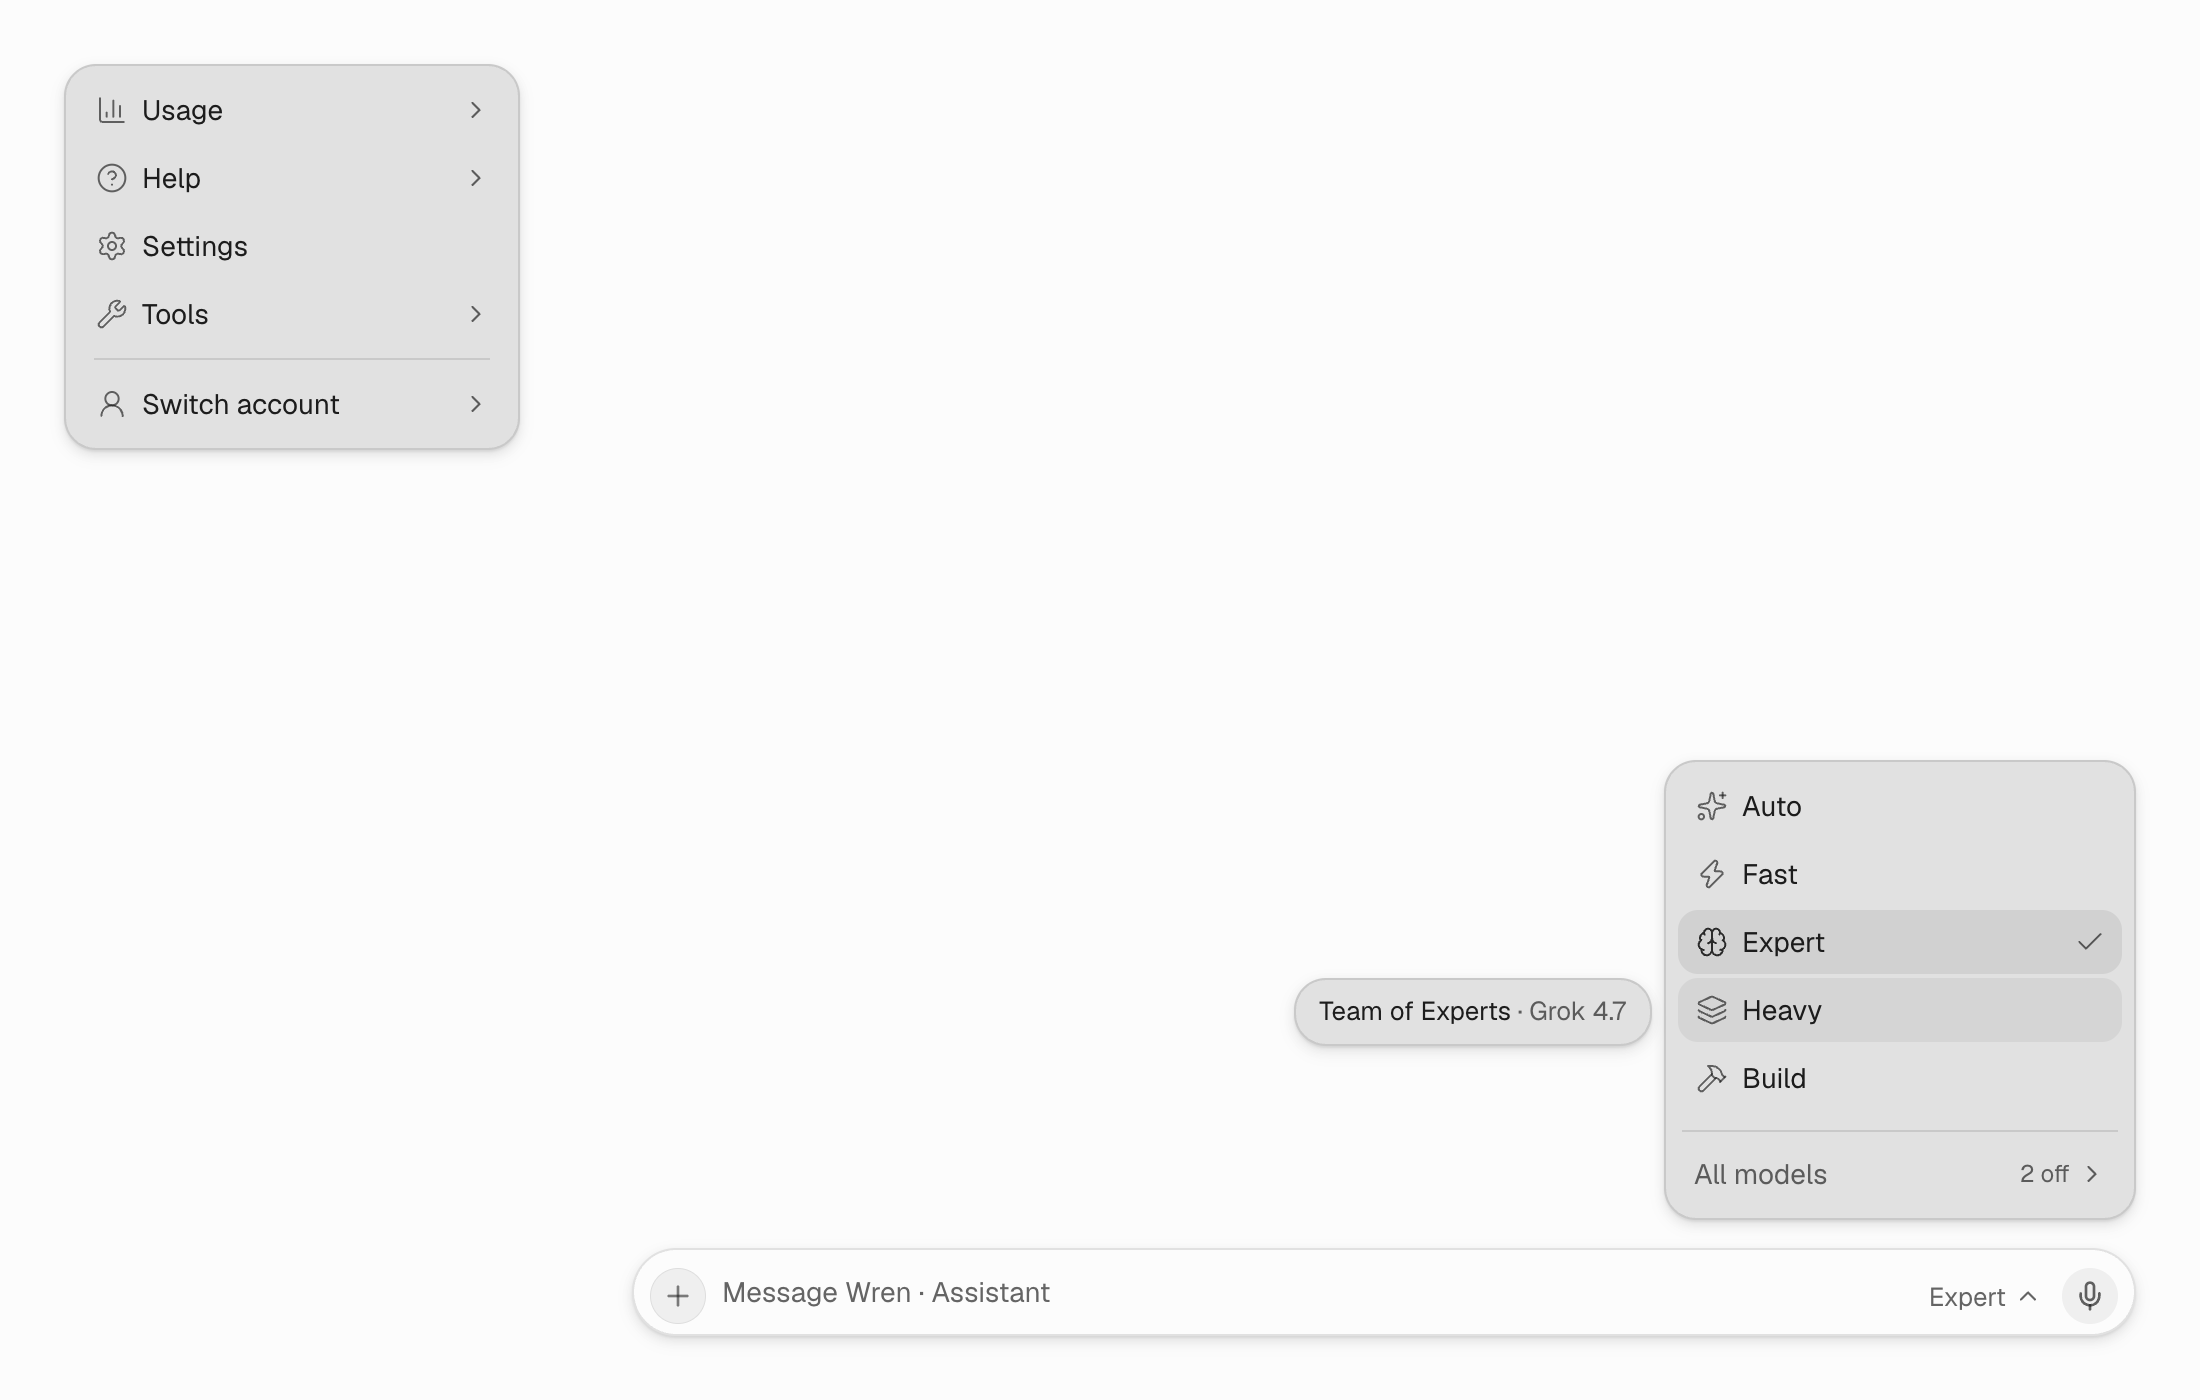 Usage
Help
Settings
Tools
Switch account
Auto
Fast
Expert
Team of Experts · Grok 4.7
Heavy
Build
All models 2 off
Message Wren · Assistant
Expert